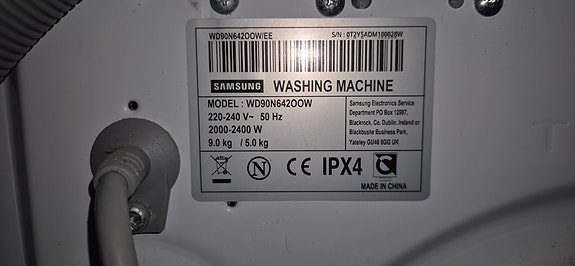 WD90N642OOW/EE S/N : 0T2Y5ADM100028W
SAMSUNG WASHING MACHINE
MODEL : WD90N642OOW
220-240 V~ 50 Hz
2000-2400 W
9.0 kg / 5.0 kg
Samsung Electronics Service
Department PO Box 12987,
Blackrock, Co. Dublin. Ireland on
Blackbushe Business Park,
Yateley GU46 6GG UK
N CE IPX4
MADE IN CHINA